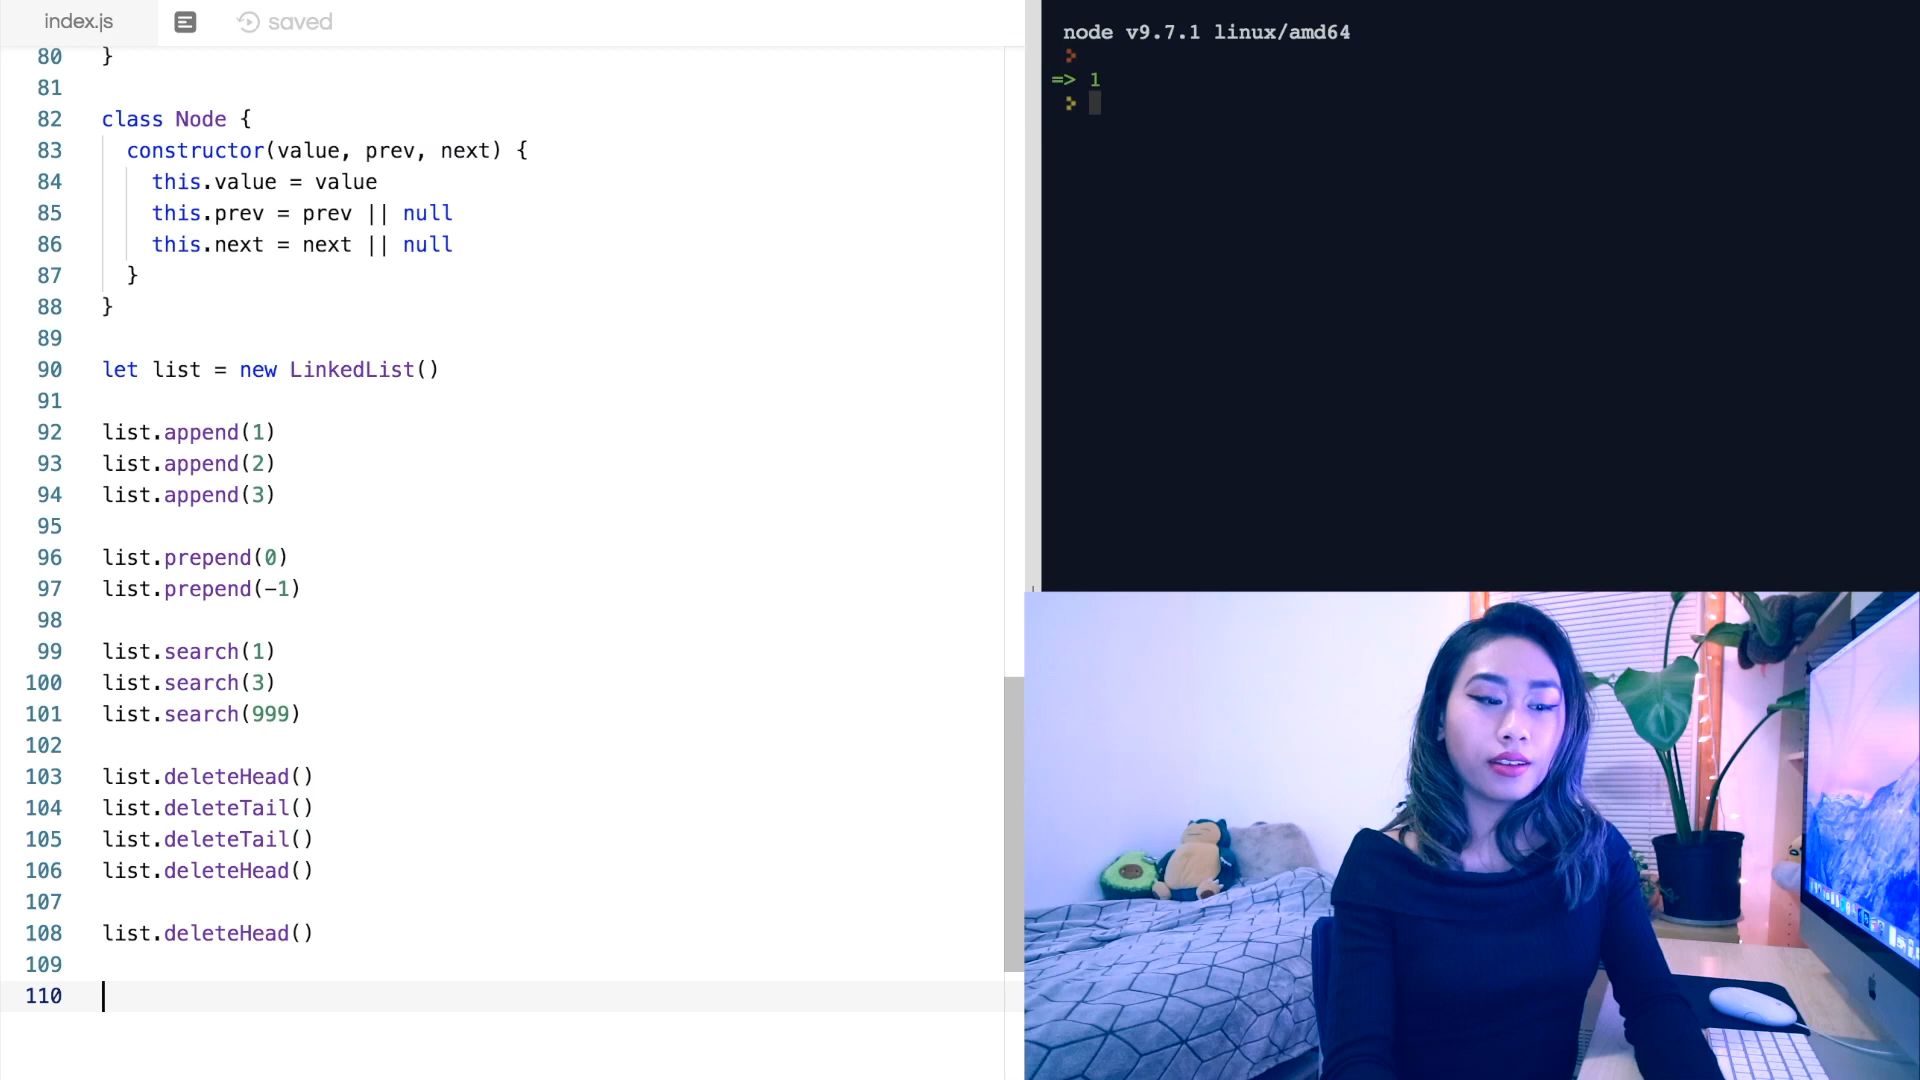 index.js saved
80 }
81
82 class Node {
83 constructor(value, prev, next) {
84 this.value = value
85 this.prev = prev || null
86 this.next = next || null
87 }
88 }
89
90 let list = new LinkedList()
91
92 list.append(1)
93 list.append(2)
94 list.append(3)
95
96 list.prepend(0)
97 list.prepend(-1)
98
99 list.search(1)
100 list.search(3)
101 list.search(999)
102
103 list.deleteHead()
104 list.deleteTail()
105 list.deleteTail()
106 list.deleteHead()
107
108 list.deleteHead()
109
110
node v9.7.1 linux/amd64
=> 1